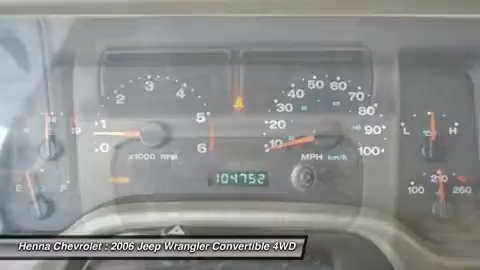 3
2 4
1 5
0 6
x1000 RPM
104752
50 60
40 70
30 80
20 90
10 100
MPH km/h
L H
100 210 260
Henna Chevrolet : 2006 Jeep Wrangler Convertible 4WD